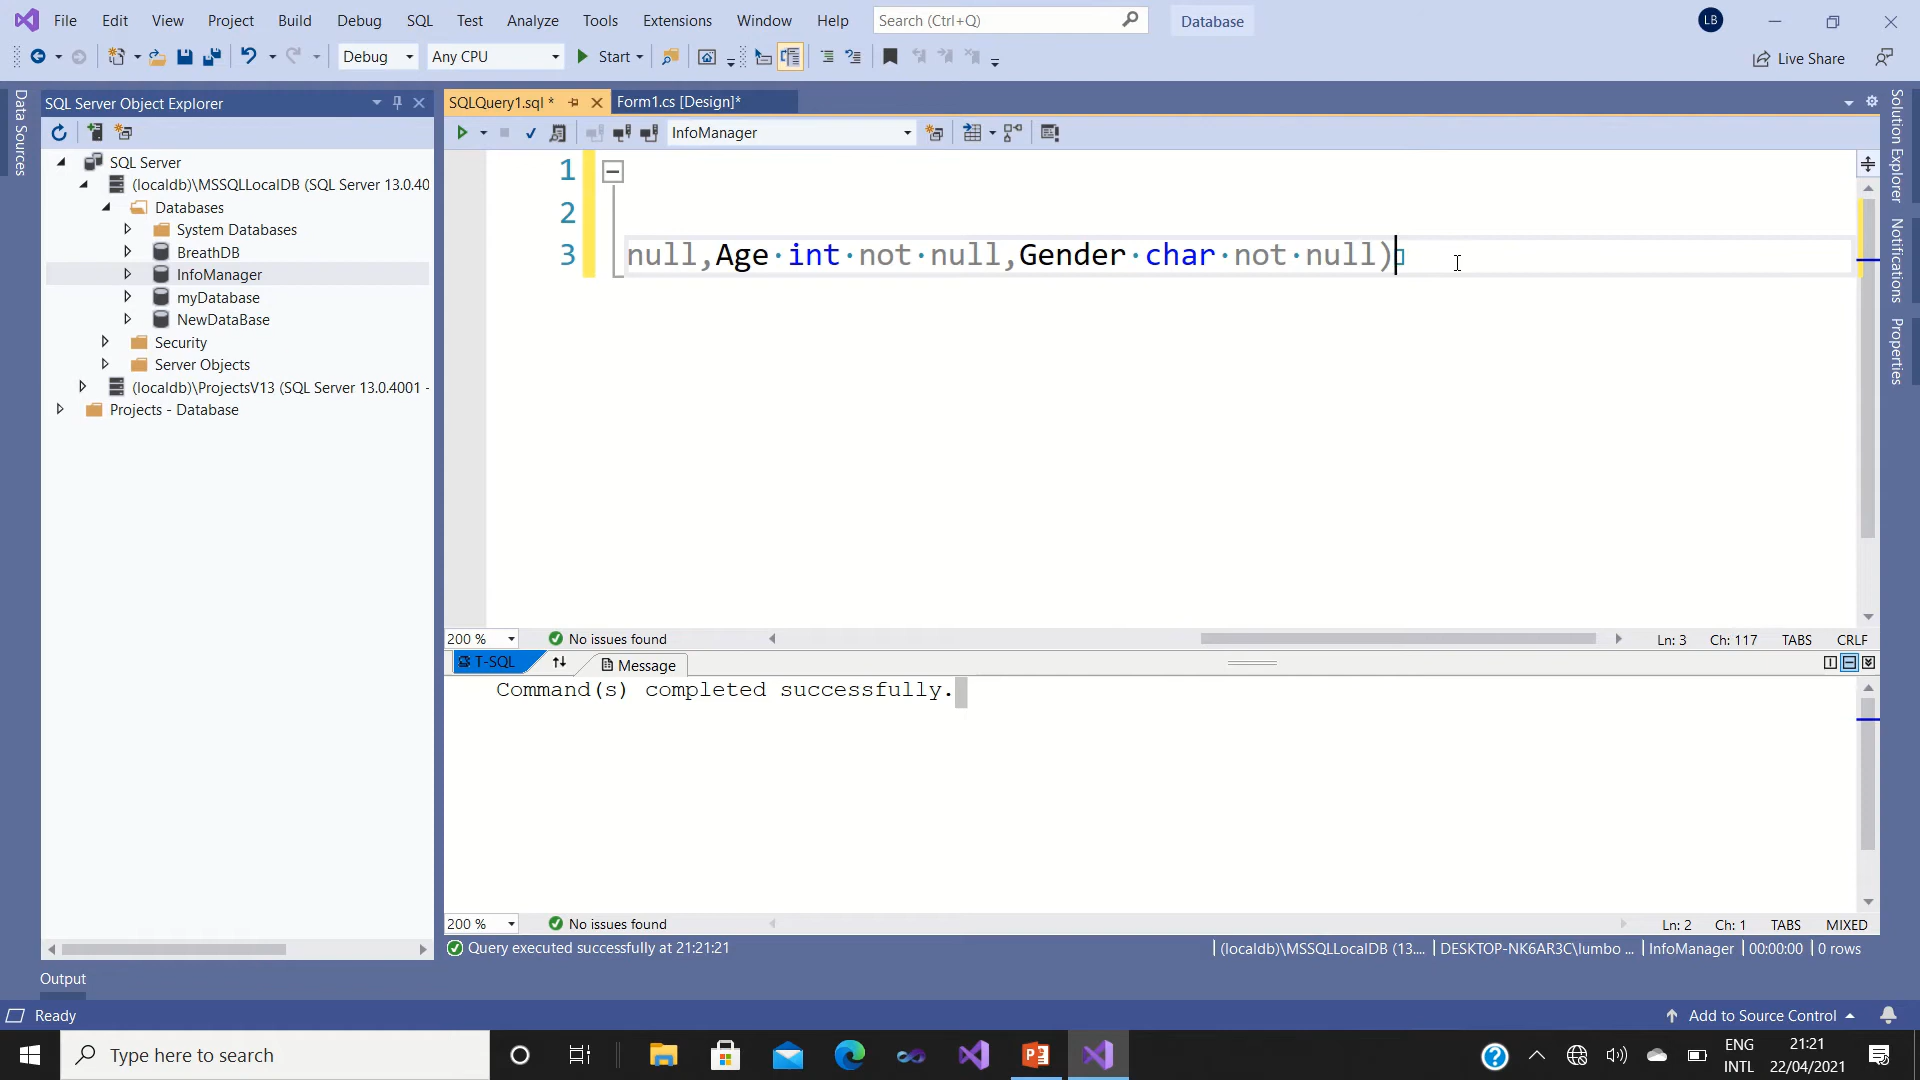 File Edit View Project Build Debug SQL Test Analyze Tools Extensions Window Help Search (Ctrl+Q) Database LB
Debug Any CPU Start Live Share
Data Sources
SQL Server Object Explorer
SQL Server
(localdb)\MSSQLLocalDB (SQL Server 13.0.40
Databases
System Databases
BreathDB
InfoManager
myDatabase
NewDataBase
Security
Server Objects
(localdb)\ProjectsV13 (SQL Server 13.0.4001 -
Projects - Database
SQLQuery1.sql * Form1.cs [Design]*
InfoManager
1
2
3 null,Age·int·not·null,Gender·char·not·null)
200 % No issues found Ln: 3 Ch: 117 TABS CRLF
T-SQL Message
Command(s) completed successfully.
200 % No issues found Ln: 2 Ch: 1 TABS MIXED
Query executed successfully at 21:21:21 (localdb)\MSSQLLocalDB (13.... DESKTOP-NK6AR3C\lumbo ... InfoManager 00:00:00 0 rows
Solution Explorer
Notifications
Properties
Output
Ready Add to Source Control
Type here to search
ENG 21:21
INTL 22/04/2021